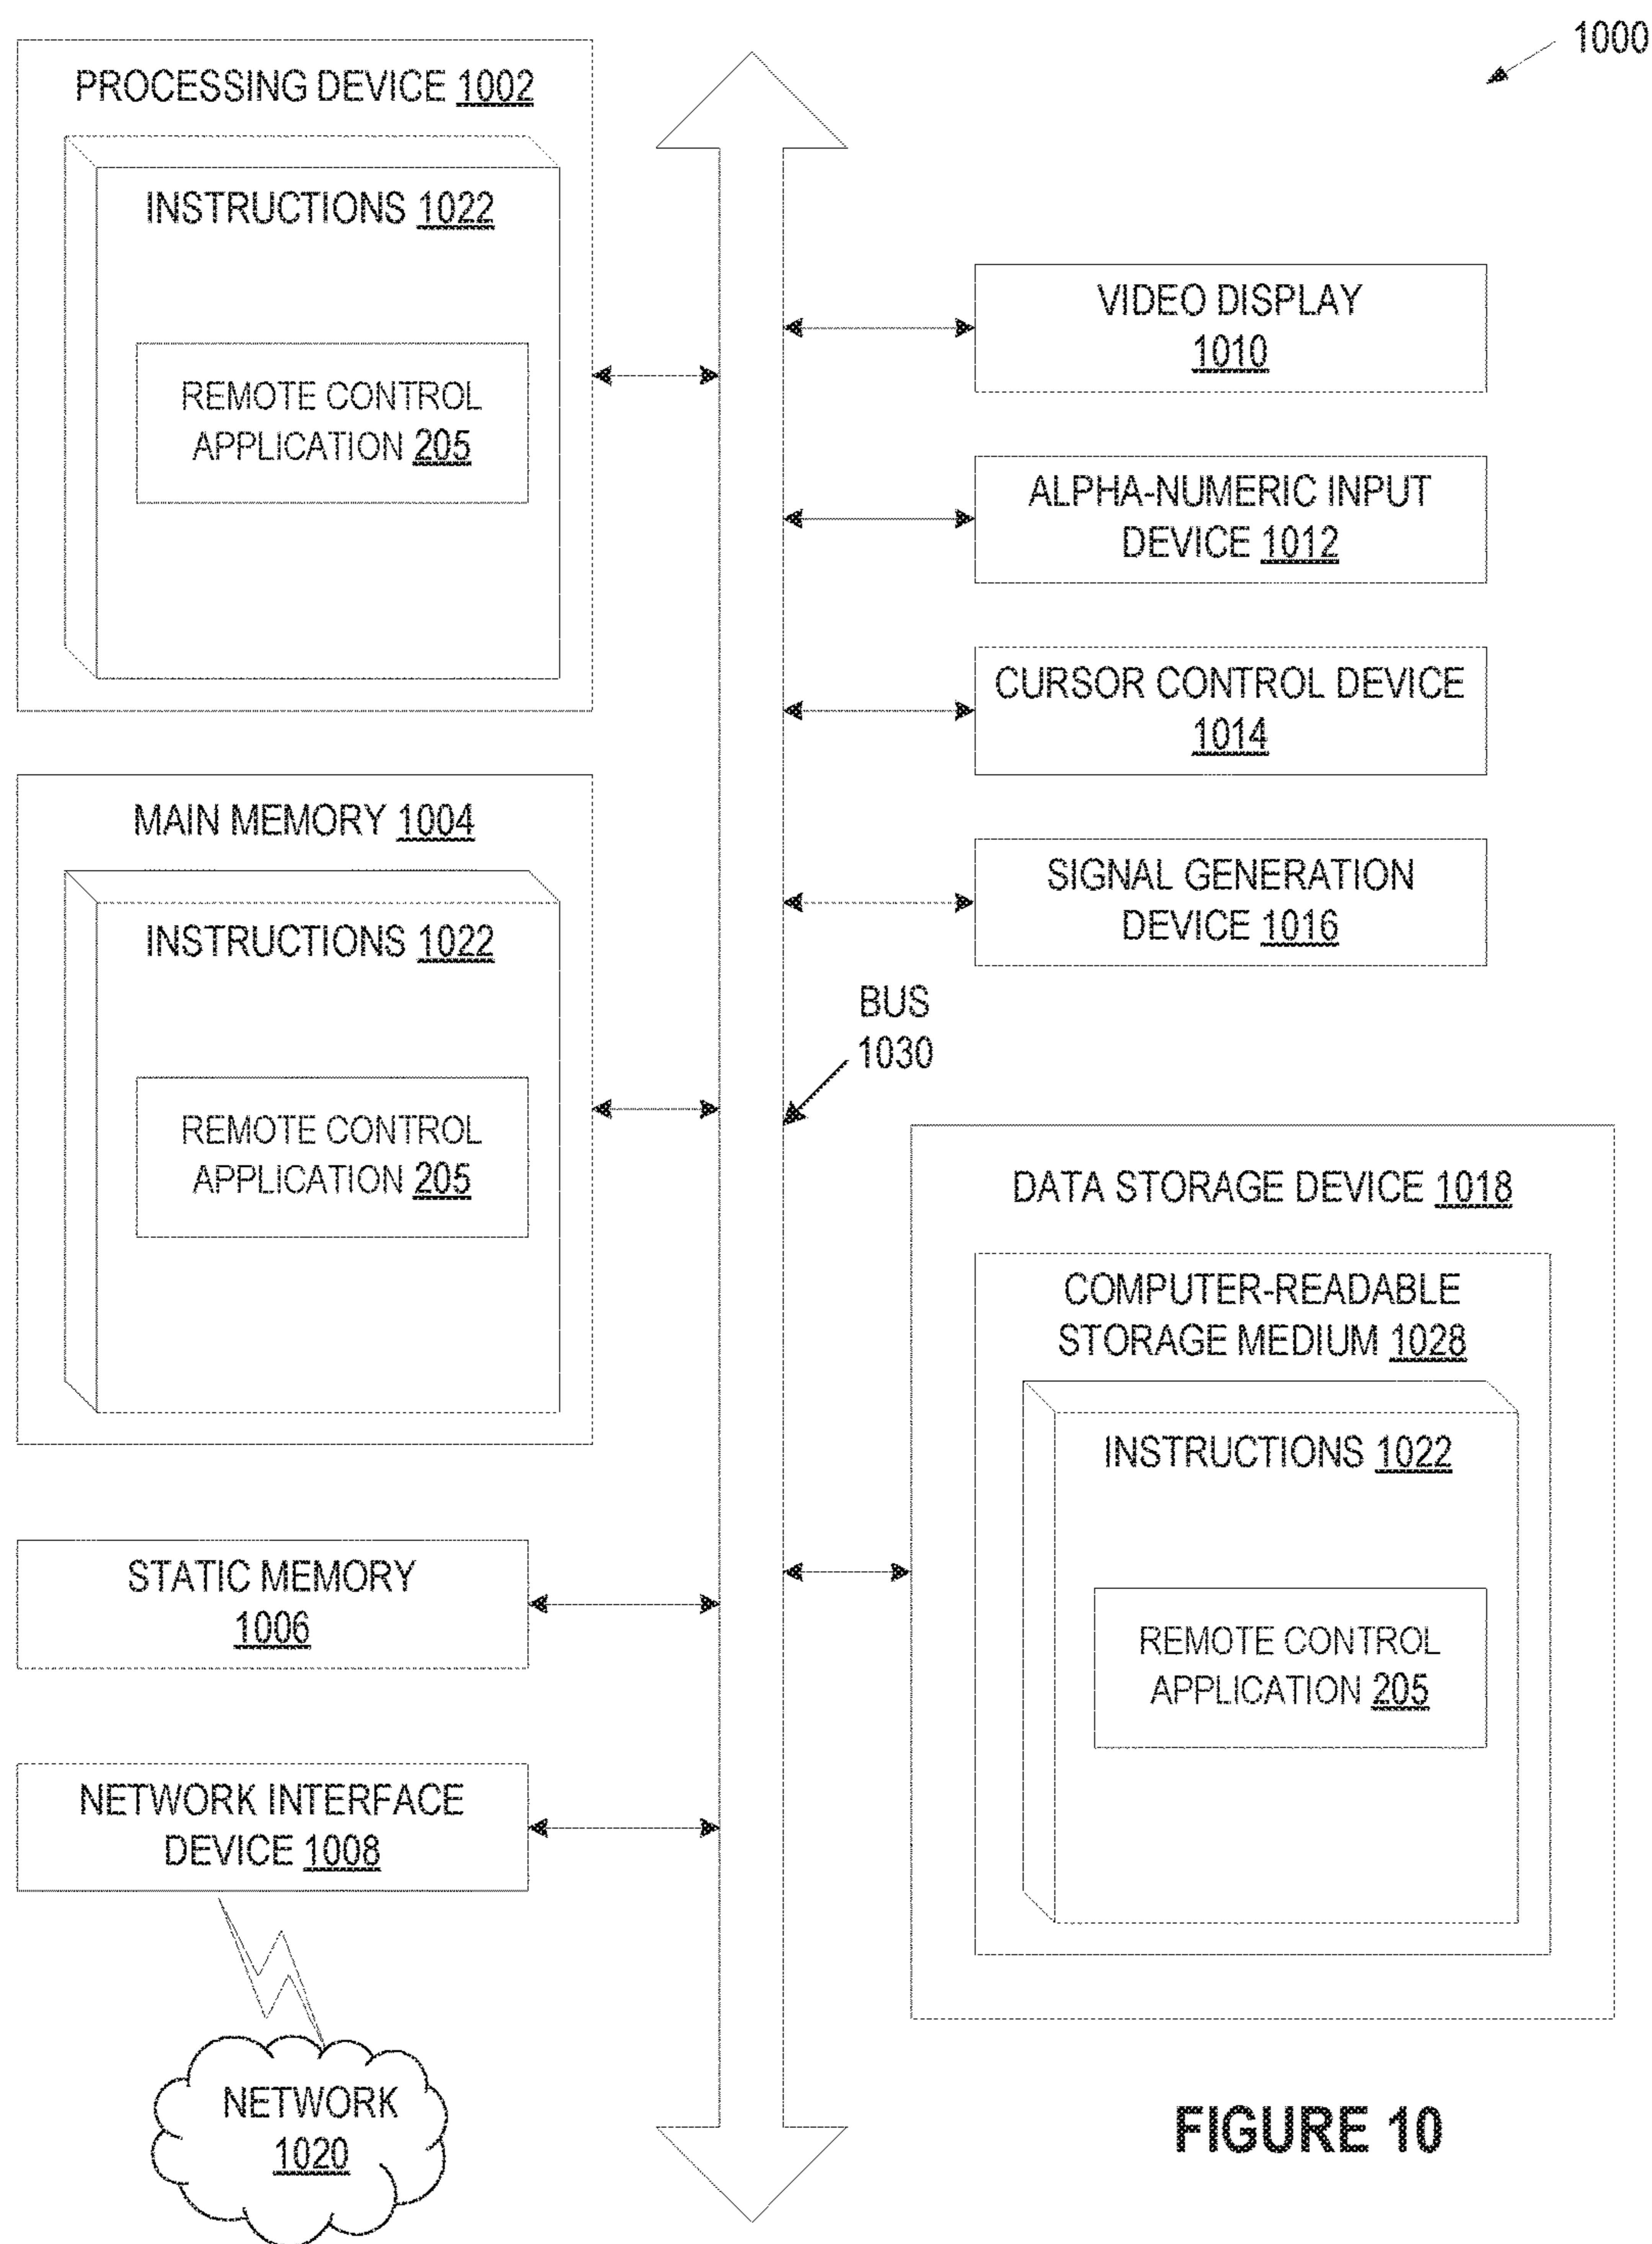 1000
PROCESSING DEVICE 1002
INSTRUCTIONS 1022
REMOTE CONTROL
APPLICATION 205
MAIN MEMORY 1004
INSTRUCTIONS 1022
REMOTE CONTROL
APPLICATION 205
STATIC MEMORY
1006
NETWORK INTERFACE
DEVICE 1008
NETWORK
1020
VIDEO DISPLAY
1010
ALPHA-NUMERIC INPUT
DEVICE 1012
CURSOR CONTROL DEVICE
1014
SIGNAL GENERATION
DEVICE 1016
BUS
1030
DATA STORAGE DEVICE 1018
COMPUTER-READABLE
STORAGE MEDIUM 1028
INSTRUCTIONS 1022
REMOTE CONTROL
APPLICATION 205
FIGURE 10